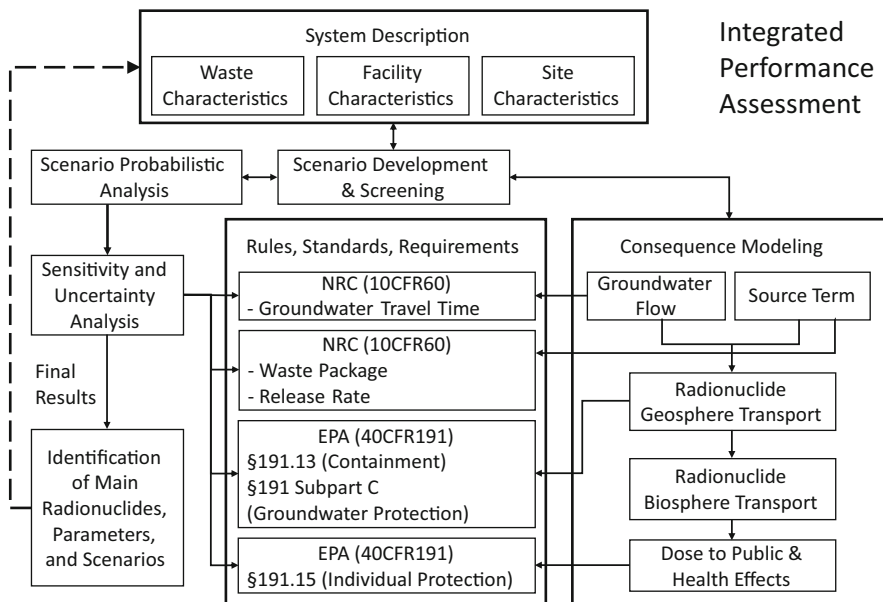 Integrated
Performance
Assessment
System Description
Waste
Characteristics
Facility
Characteristics
Site
Characteristics
Scenario Probabilistic
Analysis
Scenario Development
& Screening
Sensitivity and
Uncertainty
Analysis
Final
Results
Identification
of Main
Radionuclides,
Parameters,
and Scenarios
Rules, Standards, Requirements
NRC (10CFR60)
- Groundwater Travel Time
NRC (10CFR60)
- Waste Package
- Release Rate
EPA (40CFR191)
§191.13 (Containment)
§191 Subpart C
(Groundwater Protection)
EPA (40CFR191)
§191.15 (Individual Protection)
Consequence Modeling
Groundwater
Flow
Source Term
Radionuclide
Geosphere Transport
Radionuclide
Biosphere Transport
Dose to Public &
Health Effects